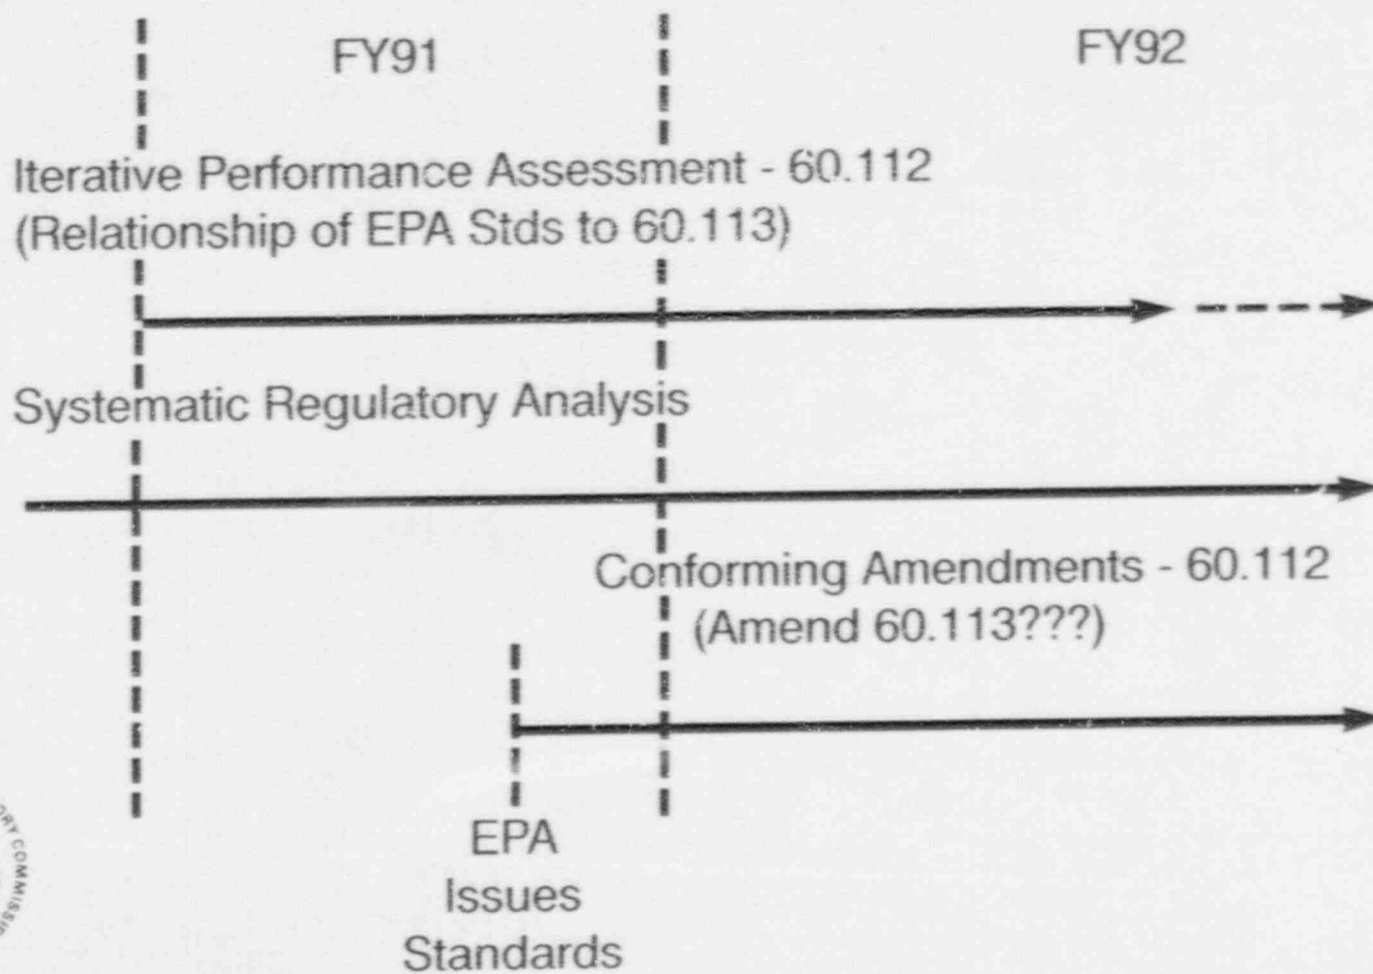 FY91
FY92
Iterative Performance Assessment - 60.112
(Relationship of EPA Stds to 60.113)
Systematic Regulatory Analysis
Conforming Amendments - 60.112
(Amend 60.113???)
EPA
Issues
Standards